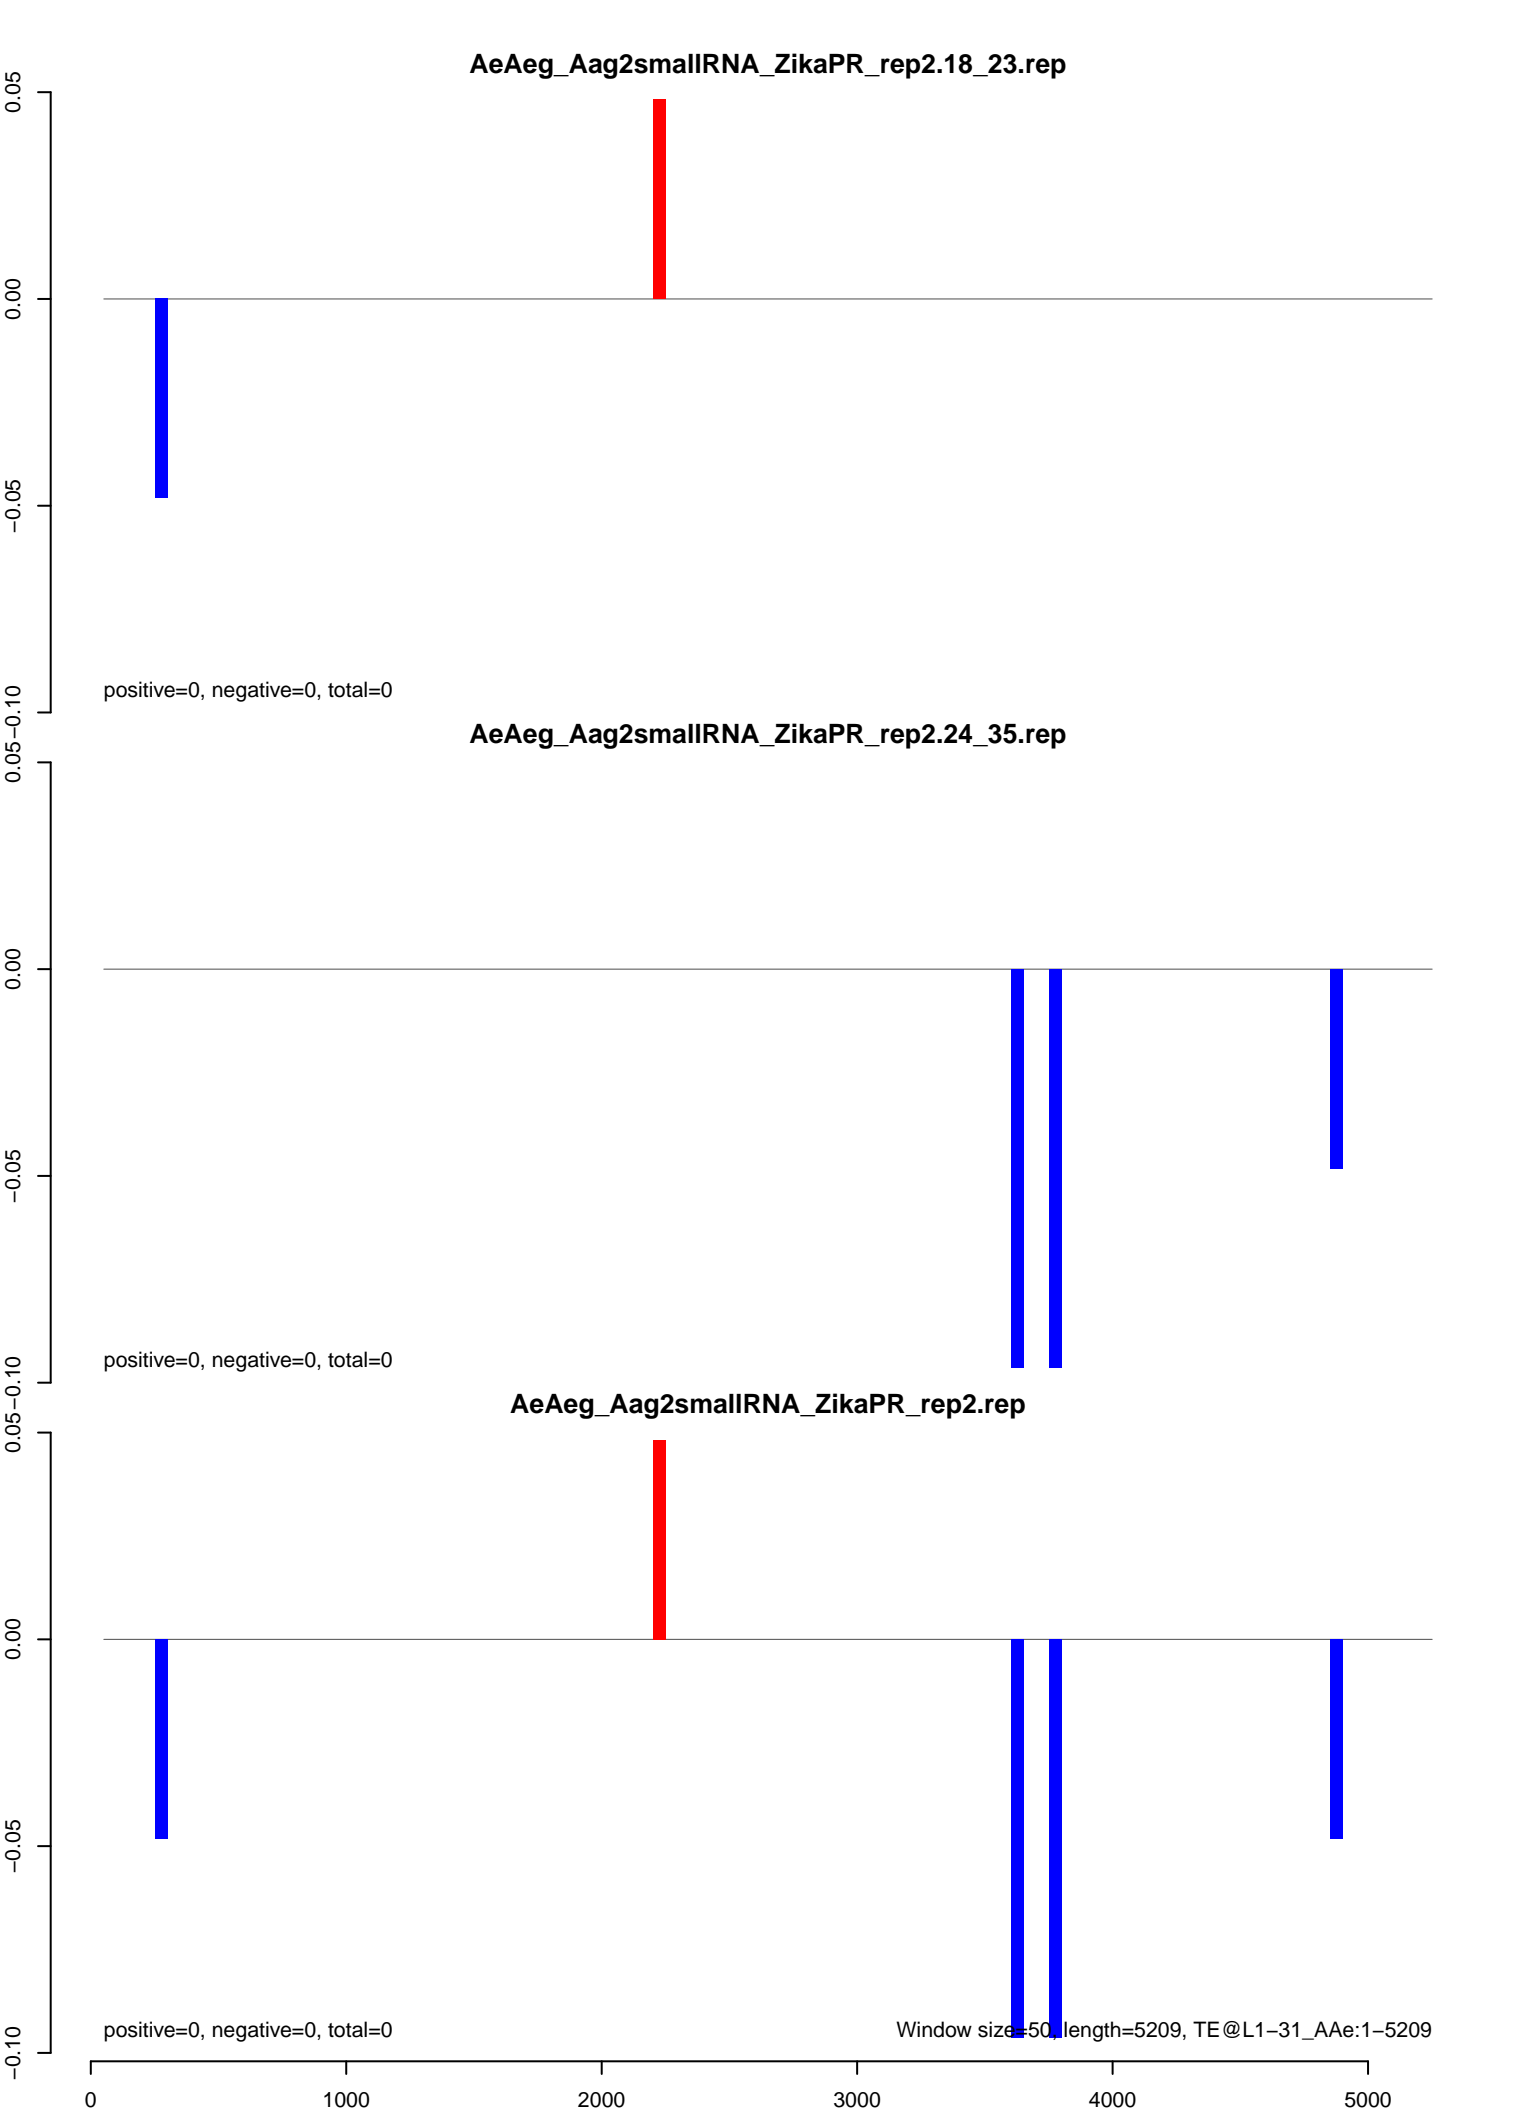 AeAeg_Aag2smallRNA_ZikaPR_rep2.18_23.rep
0.05
0.00
−0.05
−0.10
positive=0, negative=0, total=0
AeAeg_Aag2smallRNA_ZikaPR_rep2.24_35.rep
0.05
0.00
−0.05
−0.10
positive=0, negative=0, total=0
AeAeg_Aag2smallRNA_ZikaPR_rep2.rep
0.05
0.00
−0.05
−0.10
positive=0, negative=0, total=0
Window size=50, length=5209, TE@L1−31_AAe:1−5209
0 1000 2000 3000 4000 5000